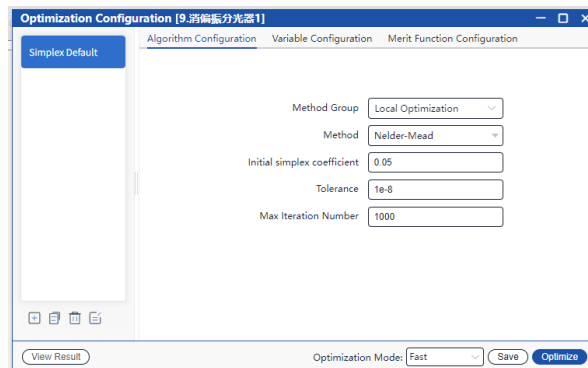 Optimization Configuration [9.消偏振分光器1]
Simplex Default
Algorithm Configuration Variable Configuration Merit Function Configuration
Method Group Local Optimization
Method Nelder-Mead
Initial simplex coefficient 0.05
Tolerance 1e-8
Max Iteration Number 1000
View Result Optimization Mode: Fast Save Optimize